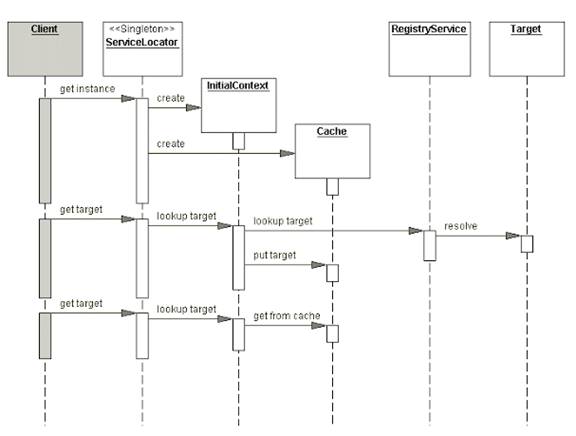 Client
<<Singleton>>
ServiceLocator
RegistryService
Target
InitialContext
Cache
get instance
create
create
get target
lookup target
lookup target
resolve
put target
get target
lookup target
get from cache